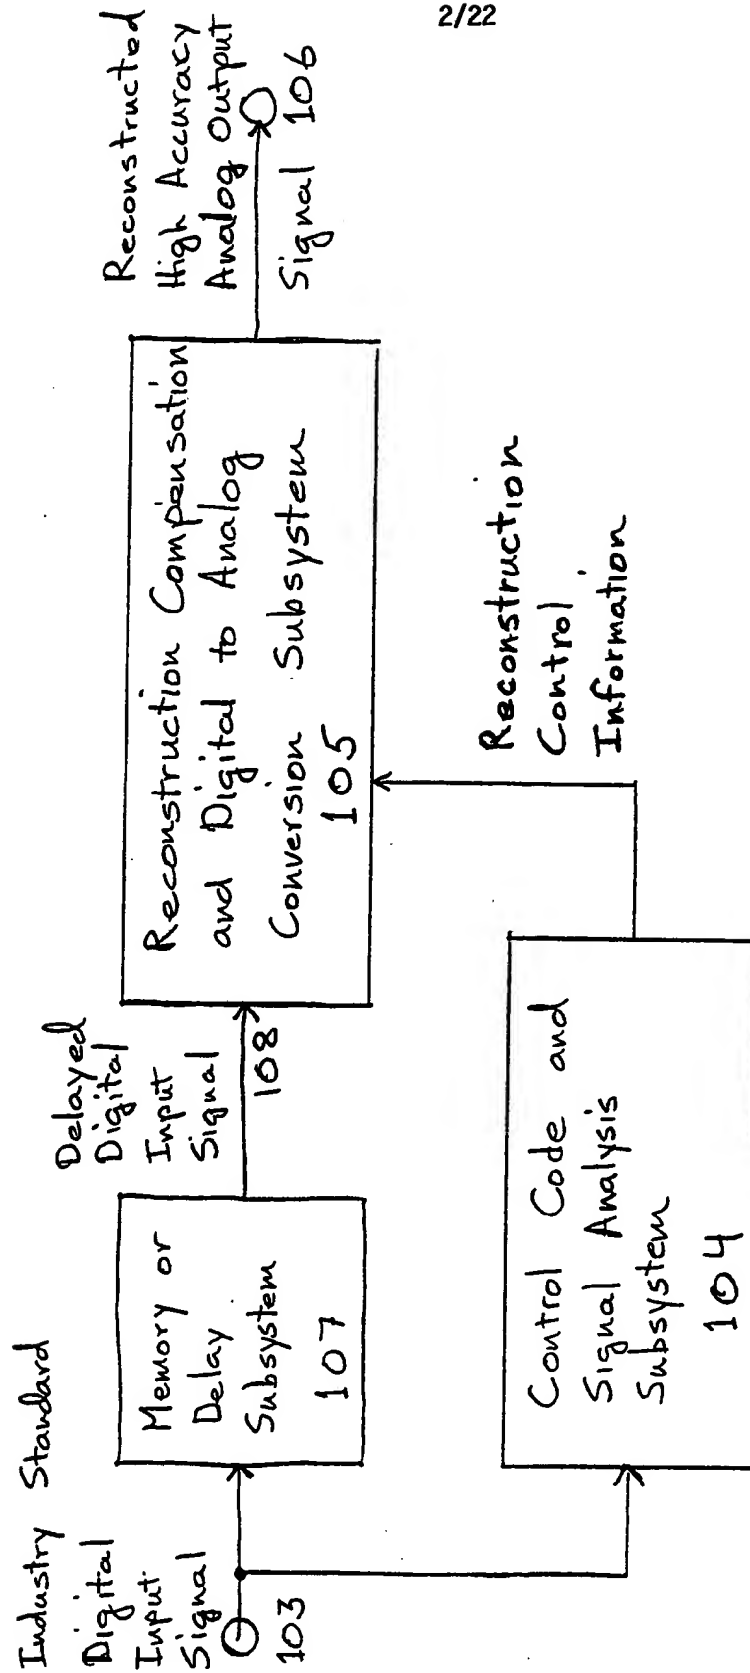 2/22
Industry Standard
Digital
Input
Signal
103
Memory or
Delay
Subsystem
107
Delayed
Digital
Input
Signal
108
Reconstruction Compensation
and Digital to Analog
Conversion Subsystem
105
Reconstructed
High Accuracy
Analog Output
Signal 106
Control Code and
Signal Analysis
Subsystem
104
Reconstruction
Control
Information